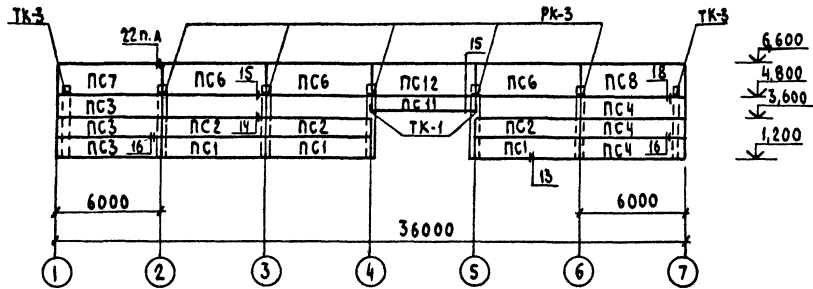 ТК-3 РК-3 ТК-3
22п.А 15
ПС7 ПС6 15 ПС6 ПС12 ПС6 ПС8 18
6,600
4,800
3,600
1,200
ПС3 ПС11 ПС4
ПС3 ПС2 14 ПС2 ТК-1 ПС2 ПС4
ПС3 16 ПС1 ПС1 ПС1 ПС4 16
13
6000 6000
36000
1 2 3 4 5 6 7